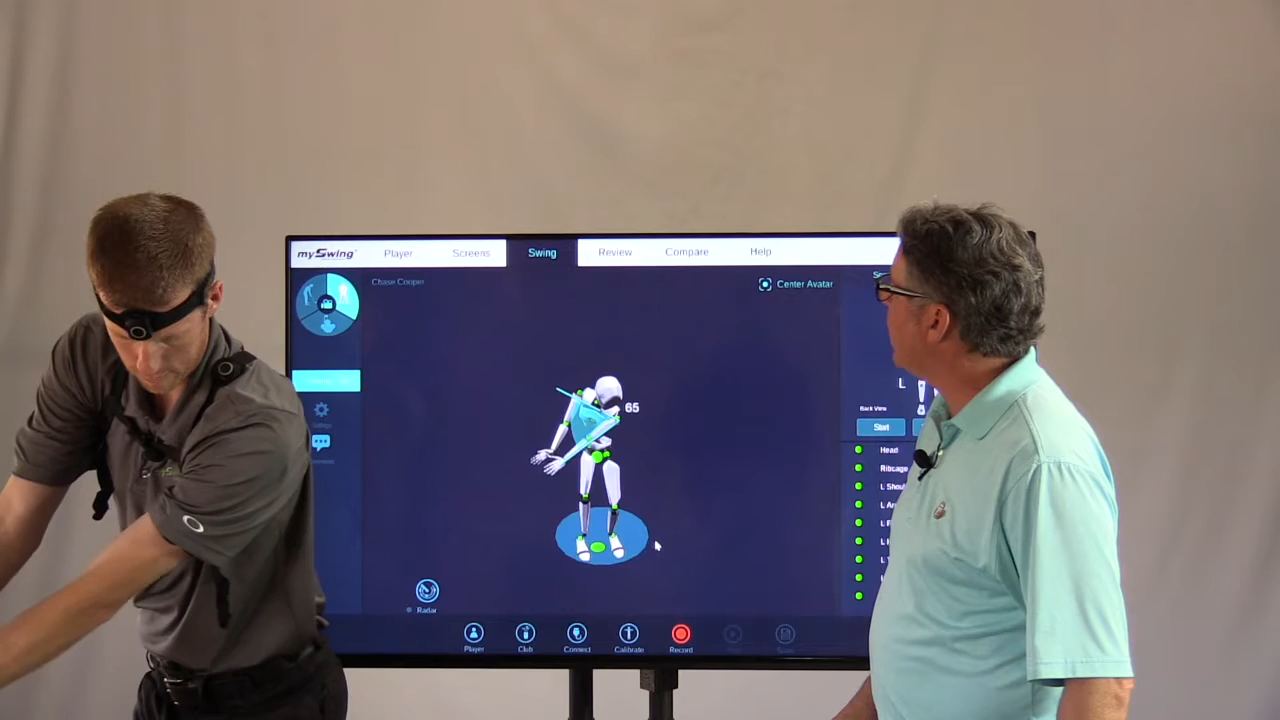 mySwing
Player
Screens
Swing
Review
Compare
Help
Chase Cooper
Center Avatar
65
L
Back View
Start
Head
Ribcage
L Shou
Radar
Player
Club
Connect
Calibrate
Record